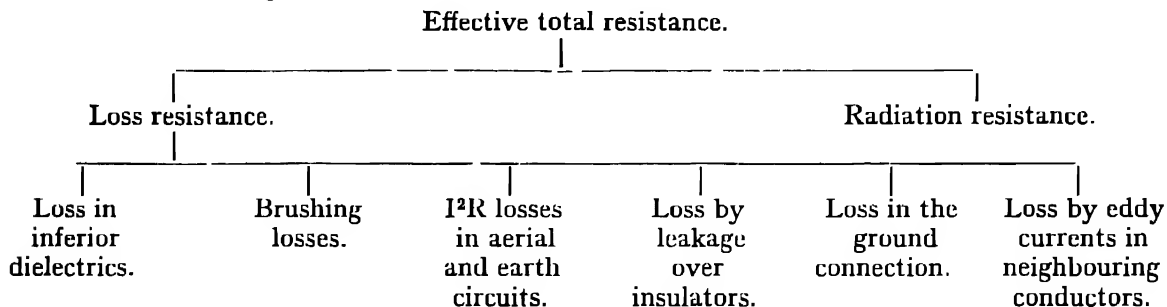 Effective total resistance.
Loss resistance.
Radiation resistance.
Loss in
inferior
dielectrics.
Brushing
losses.
I²R losses
in aerial
and earth
circuits.
Loss by
leakage
over
insulators.
Loss in the
ground
connection.
Loss by eddy
currents in
neighbouring
conductors.